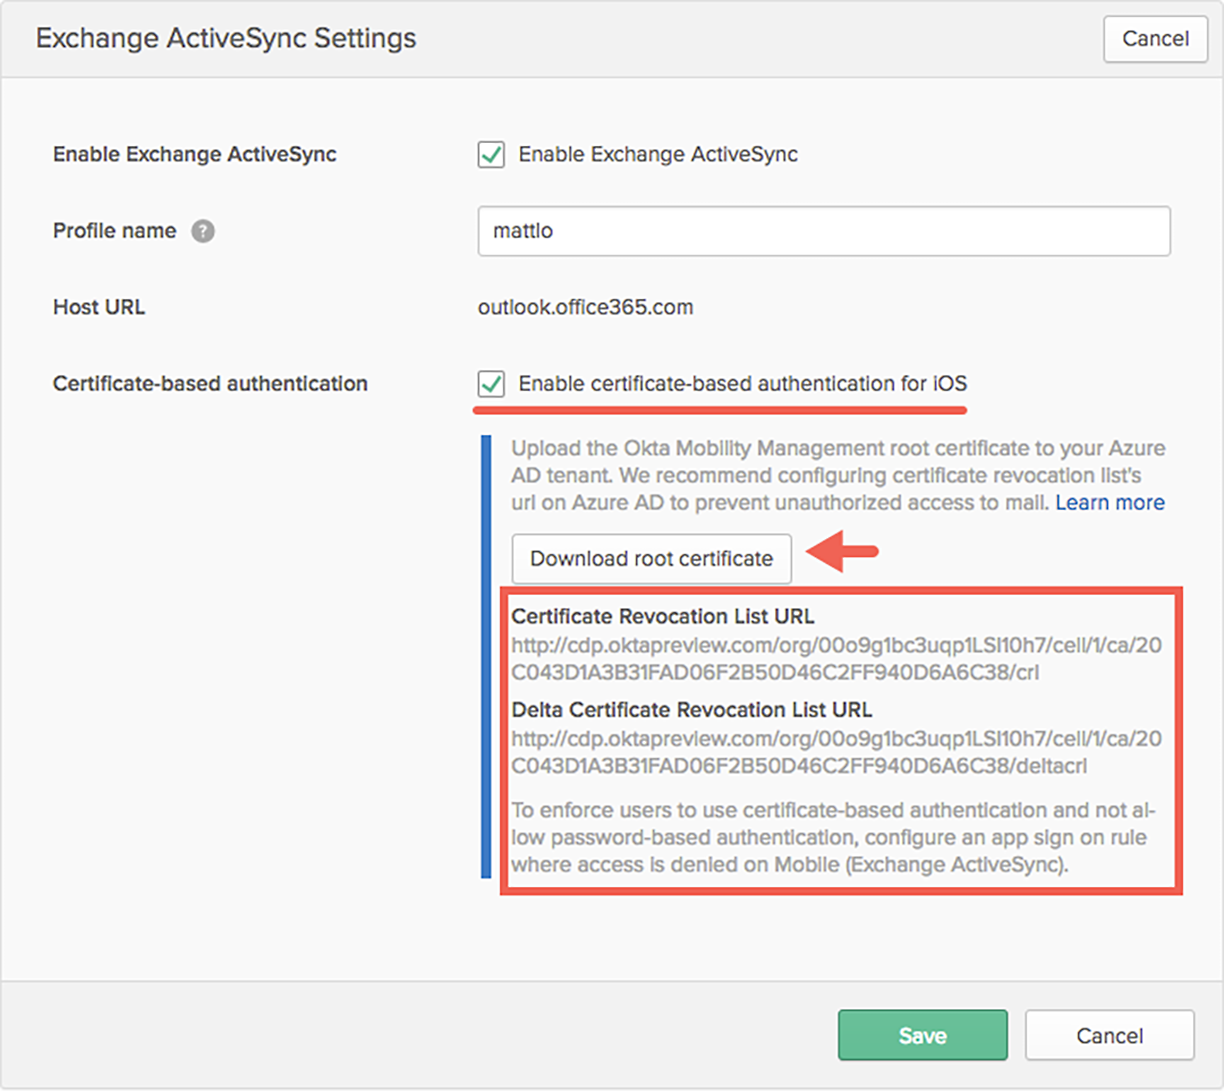 Exchange ActiveSync Settings
Cancel
Enable Exchange ActiveSync
Enable Exchange ActiveSync
Profile name ?
mattlo
Host URL
outlook.office365.com
Certificate-based authentication
Enable certificate-based authentication for iOS
Upload the Okta Mobility Management root certificate to your Azure
AD tenant. We recommend configuring certificate revocation list's
url on Azure AD to prevent unauthorized access to mail. Learn more
Download root certificate
Certificate Revocation List URL
http://cdp.oktapreview.com/org/00o9g1bc3uqp1LSI10h7/cell/1/ca/20
C043D1A3B31FAD06F2B50D46C2FF940D6A6C38/crl
Delta Certificate Revocation List URL
http://cdp.oktapreview.com/org/00o9g1bc3uqp1LSI10h7/cell/1/ca/20
C043D1A3B31FAD06F2B50D46C2FF940D6A6C38/deltacrl
To enforce users to use certificate-based authentication and not al-
low password-based authentication, configure an app sign on rule
where access is denied on Mobile (Exchange ActiveSync).
Save
Cancel